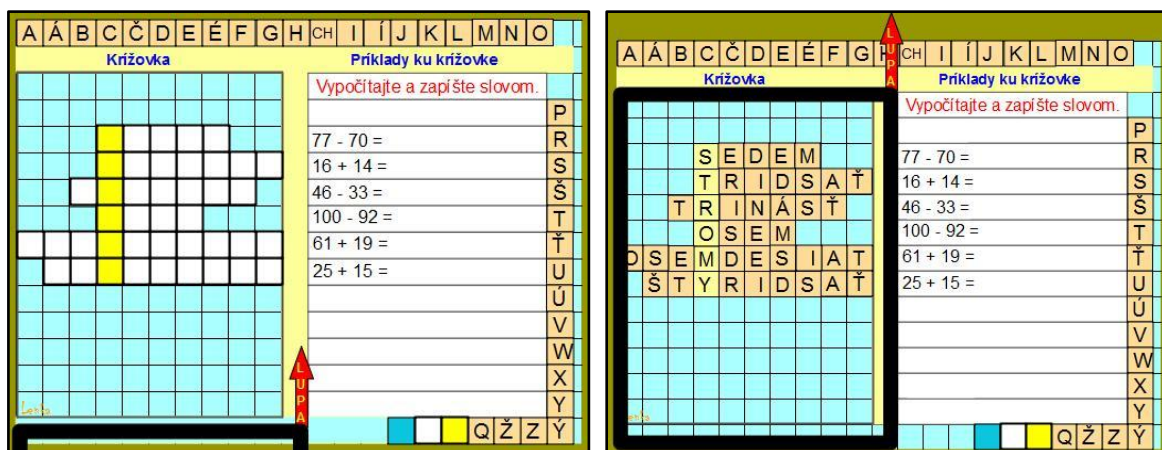 A Á B C Č D E É F G H CH I Í J K L M N O
Krížovka
Príklady ku krížovke
Vypočítajte a zapíšte slovom.
77 - 70 =
16 + 14 =
46 - 33 =
100 - 92 =
61 + 19 =
25 + 15 =
P
R
S
Š
T
Ť
U
Ú
V
W
X
Y
LUPA
Q Ž Z Ý
A Á B C Č D E É F G CH I Í J K L M N O
LUPA
Krížovka
Príklady ku krížovke
SEDEM
TRIDSAŤ
TRINÁSŤ
OSEM
OSEMDESIAT
ŠTYRIDSAŤ
Vypočítajte a zapíšte slovom.
77 - 70 =
16 + 14 =
46 - 33 =
100 - 92 =
61 + 19 =
25 + 15 =
P
R
S
Š
T
Ť
U
Ú
V
W
X
Y
Q Ž Z Ý